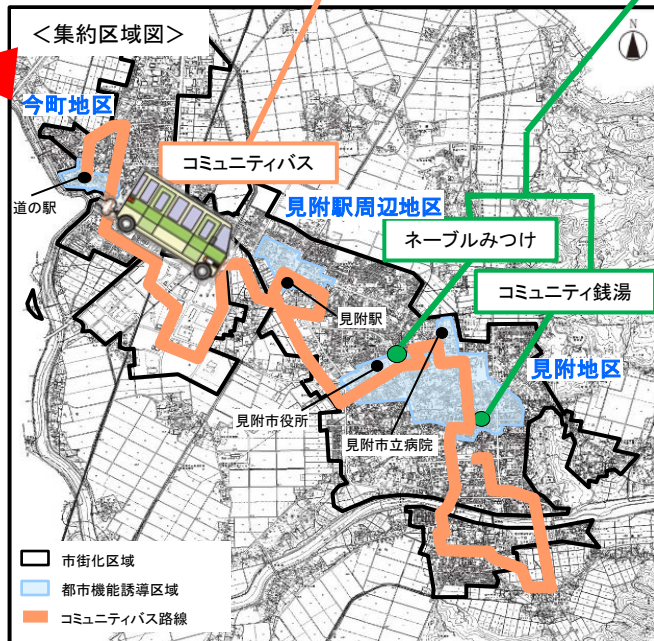 ＜集約区域図＞
N
今町地区
コミュニティバス
道の駅
見附駅周辺地区
ネーブルみつけ
コミュニティ銭湯
見附駅
見附地区
見附市役所
見附市立病院
市街化区域
都市機能誘導区域
コミュニティバス路線